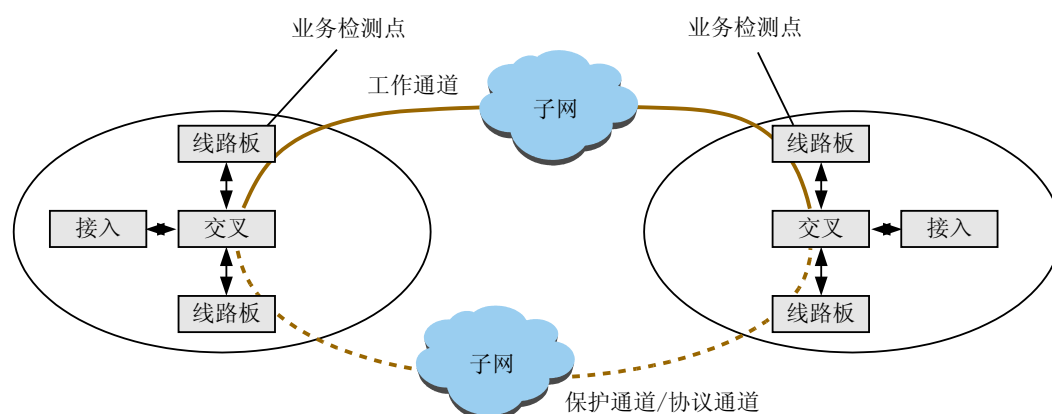 业务检测点
业务检测点
工作通道
子网
线路板
线路板
接入
交叉
交叉
接入
线路板
线路板
子网
保护通道/协议通道